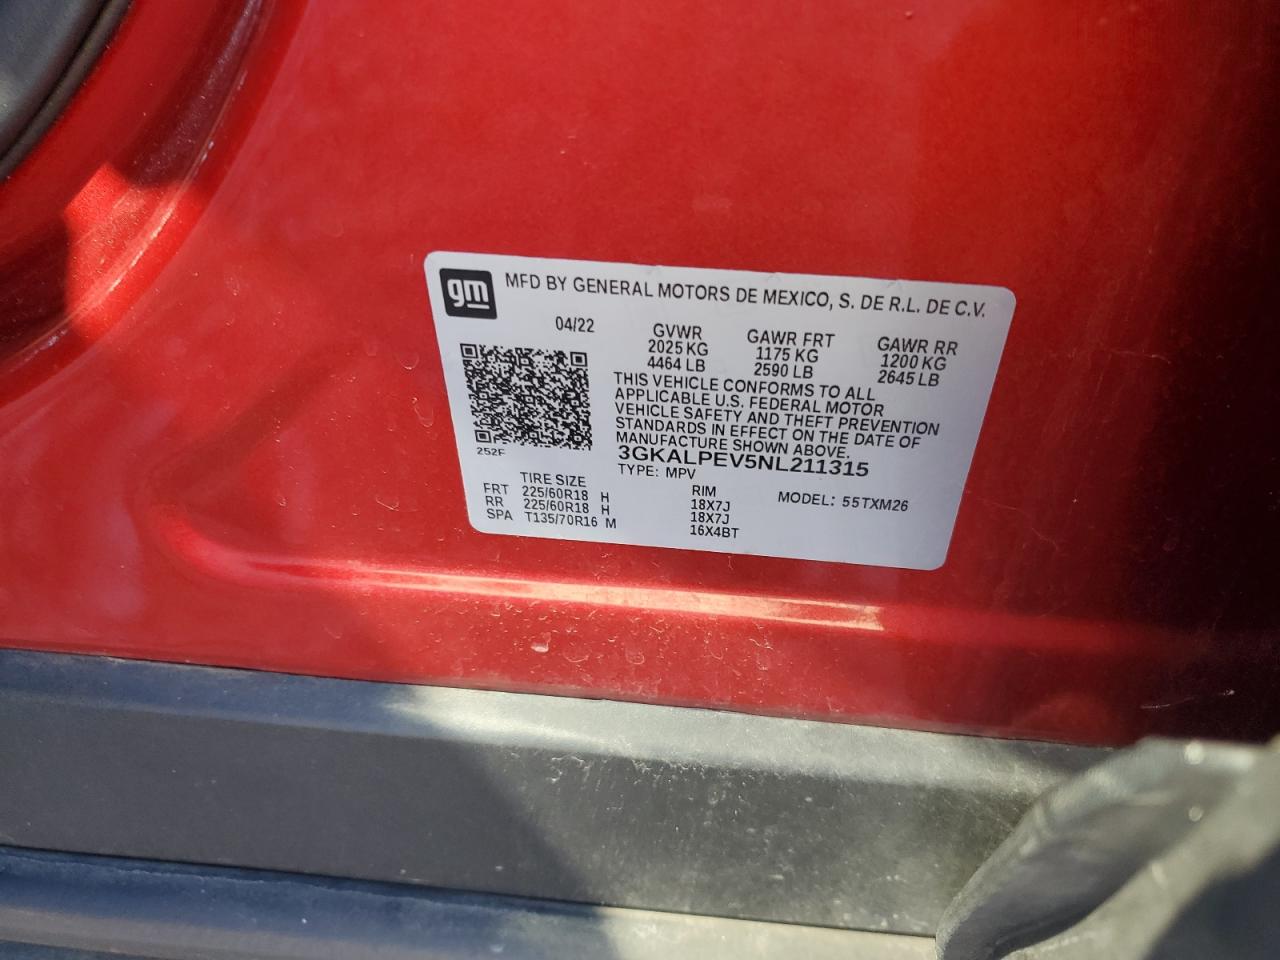 gm
MFD BY GENERAL MOTORS DE MEXICO, S. DE R.L. DE C.V.
04/22
GVWR GAWR FRT GAWR RR
2025 KG 1175 KG 1200 KG
4464 LB 2590 LB 2645 LB
THIS VEHICLE CONFORMS TO ALL
APPLICABLE U.S. FEDERAL MOTOR
VEHICLE SAFETY AND THEFT PREVENTION
STANDARDS IN EFFECT ON THE DATE OF
MANUFACTURE SHOWN ABOVE.
252F
3GKALPEV5NL211315
TYPE: MPV
TIRE SIZE RIM MODEL: 55TXM26
FRT 225/60R18 H 18X7J
RR 225/60R18 H 18X7J
SPA T135/70R16 M 16X4BT